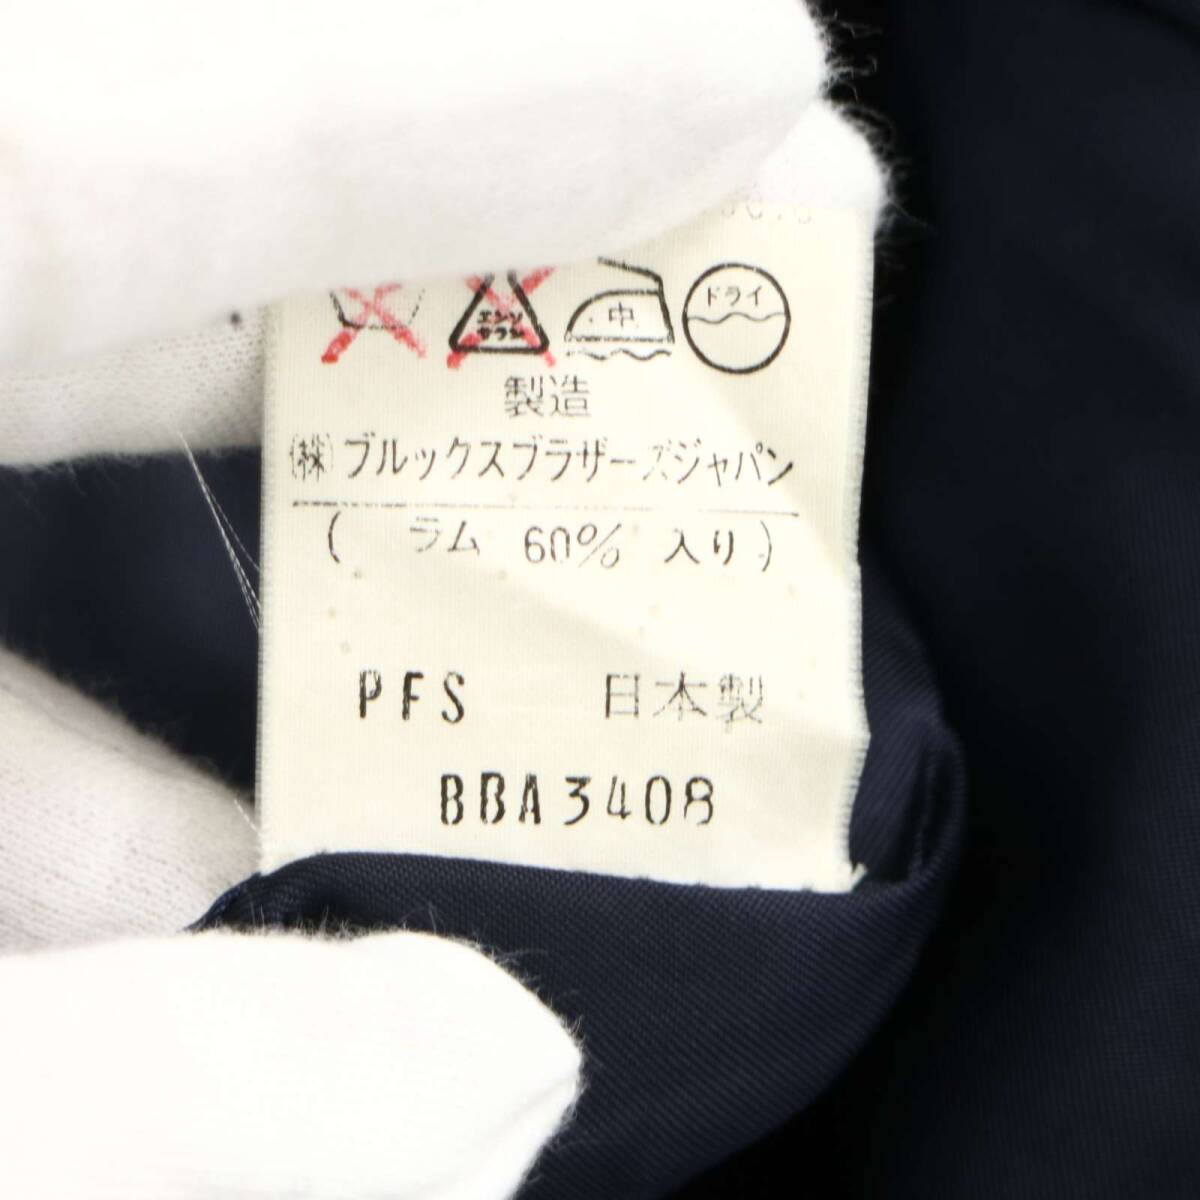 エンソ サラシ 中 ドライ
製造
㈱ブルックスブラザーズジャパン
( ラム 60% 入り)
PFS 日本製
BBA3408